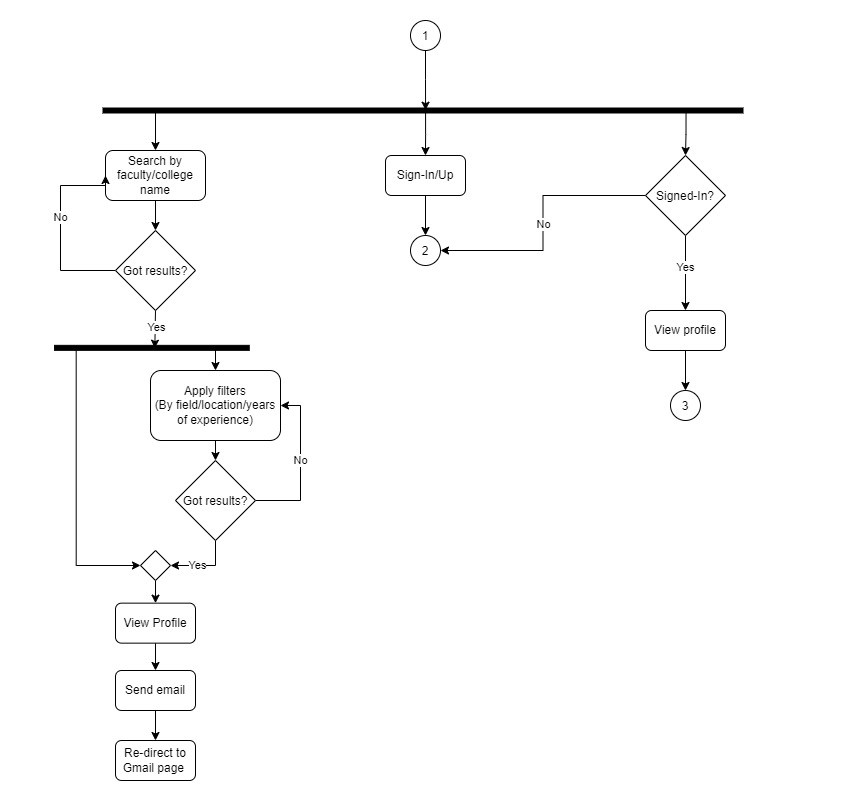 1
Search by
faculty/college
name
Sign-In/Up
Signed-In?
No
No
2
Got results?
Yes
Yes
View profile
Apply filters
(By field/location/years
of experience)
3
No
Got results?
Yes
View Profile
Send email
Re-direct to
Gmail page